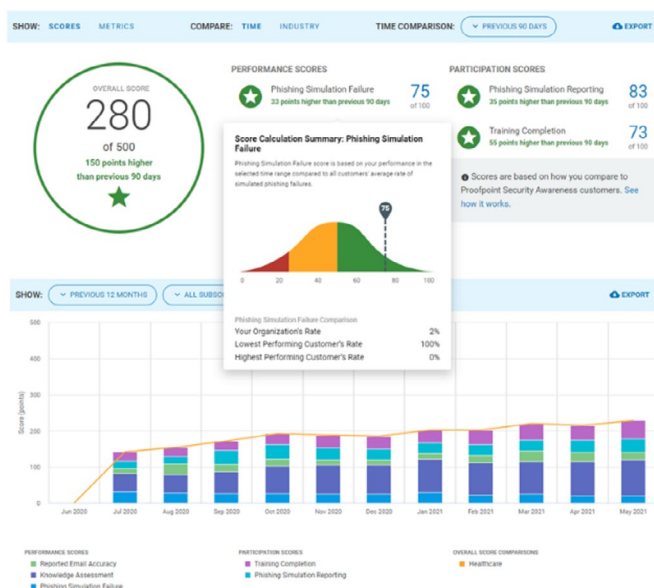 SHOW: SCORES METRICS COMPARE: TIME INDUSTRY TIME COMPARISON: PREVIOUS 90 DAYS EXPORT
OVERALL SCORE
280
of 500
150 points higher
than previous 90 days
PERFORMANCE SCORES
Phishing Simulation Failure
33 points higher than previous 90 days
75
of 100
PARTICIPATION SCORES
Phishing Simulation Reporting
35 points higher than previous 90 days
83
of 100
Training Completion
55 points higher than previous 90 days
73
of 100
Scores are based on how you compare to
Proofpoint Security Awareness customers. See
how it works.
Score Calculation Summary: Phishing Simulation
Failure
Phishing Simulation Failure score is based on your performance in the
selected time range compared to all customers' average rate of
simulated phishing failures.
75
0 20 40 60 80 100
Phishing Simulation Failure Comparison
Your Organization's Rate 2%
Lowest Performing Customer's Rate 100%
Highest Performing Customer's Rate 0%
SHOW: PREVIOUS 12 MONTHS ALL SUBSC EXPORT
Score (points)
500
400
300
200
100
0
Jun 2020 Jul 2020 Aug 2020 Sep 2020 Oct 2020 Nov 2020 Dec 2020 Jan 2021 Feb 2021 Mar 2021 Apr 2021 May 2021
PERFORMANCE SCORES
Reported Email Accuracy
Knowledge Assessment
Phishing Simulation Failure
PARTICIPATION SCORES
Training Completion
Phishing Simulation Reporting
OVERALL SCORE COMPARISONS
Healthcare